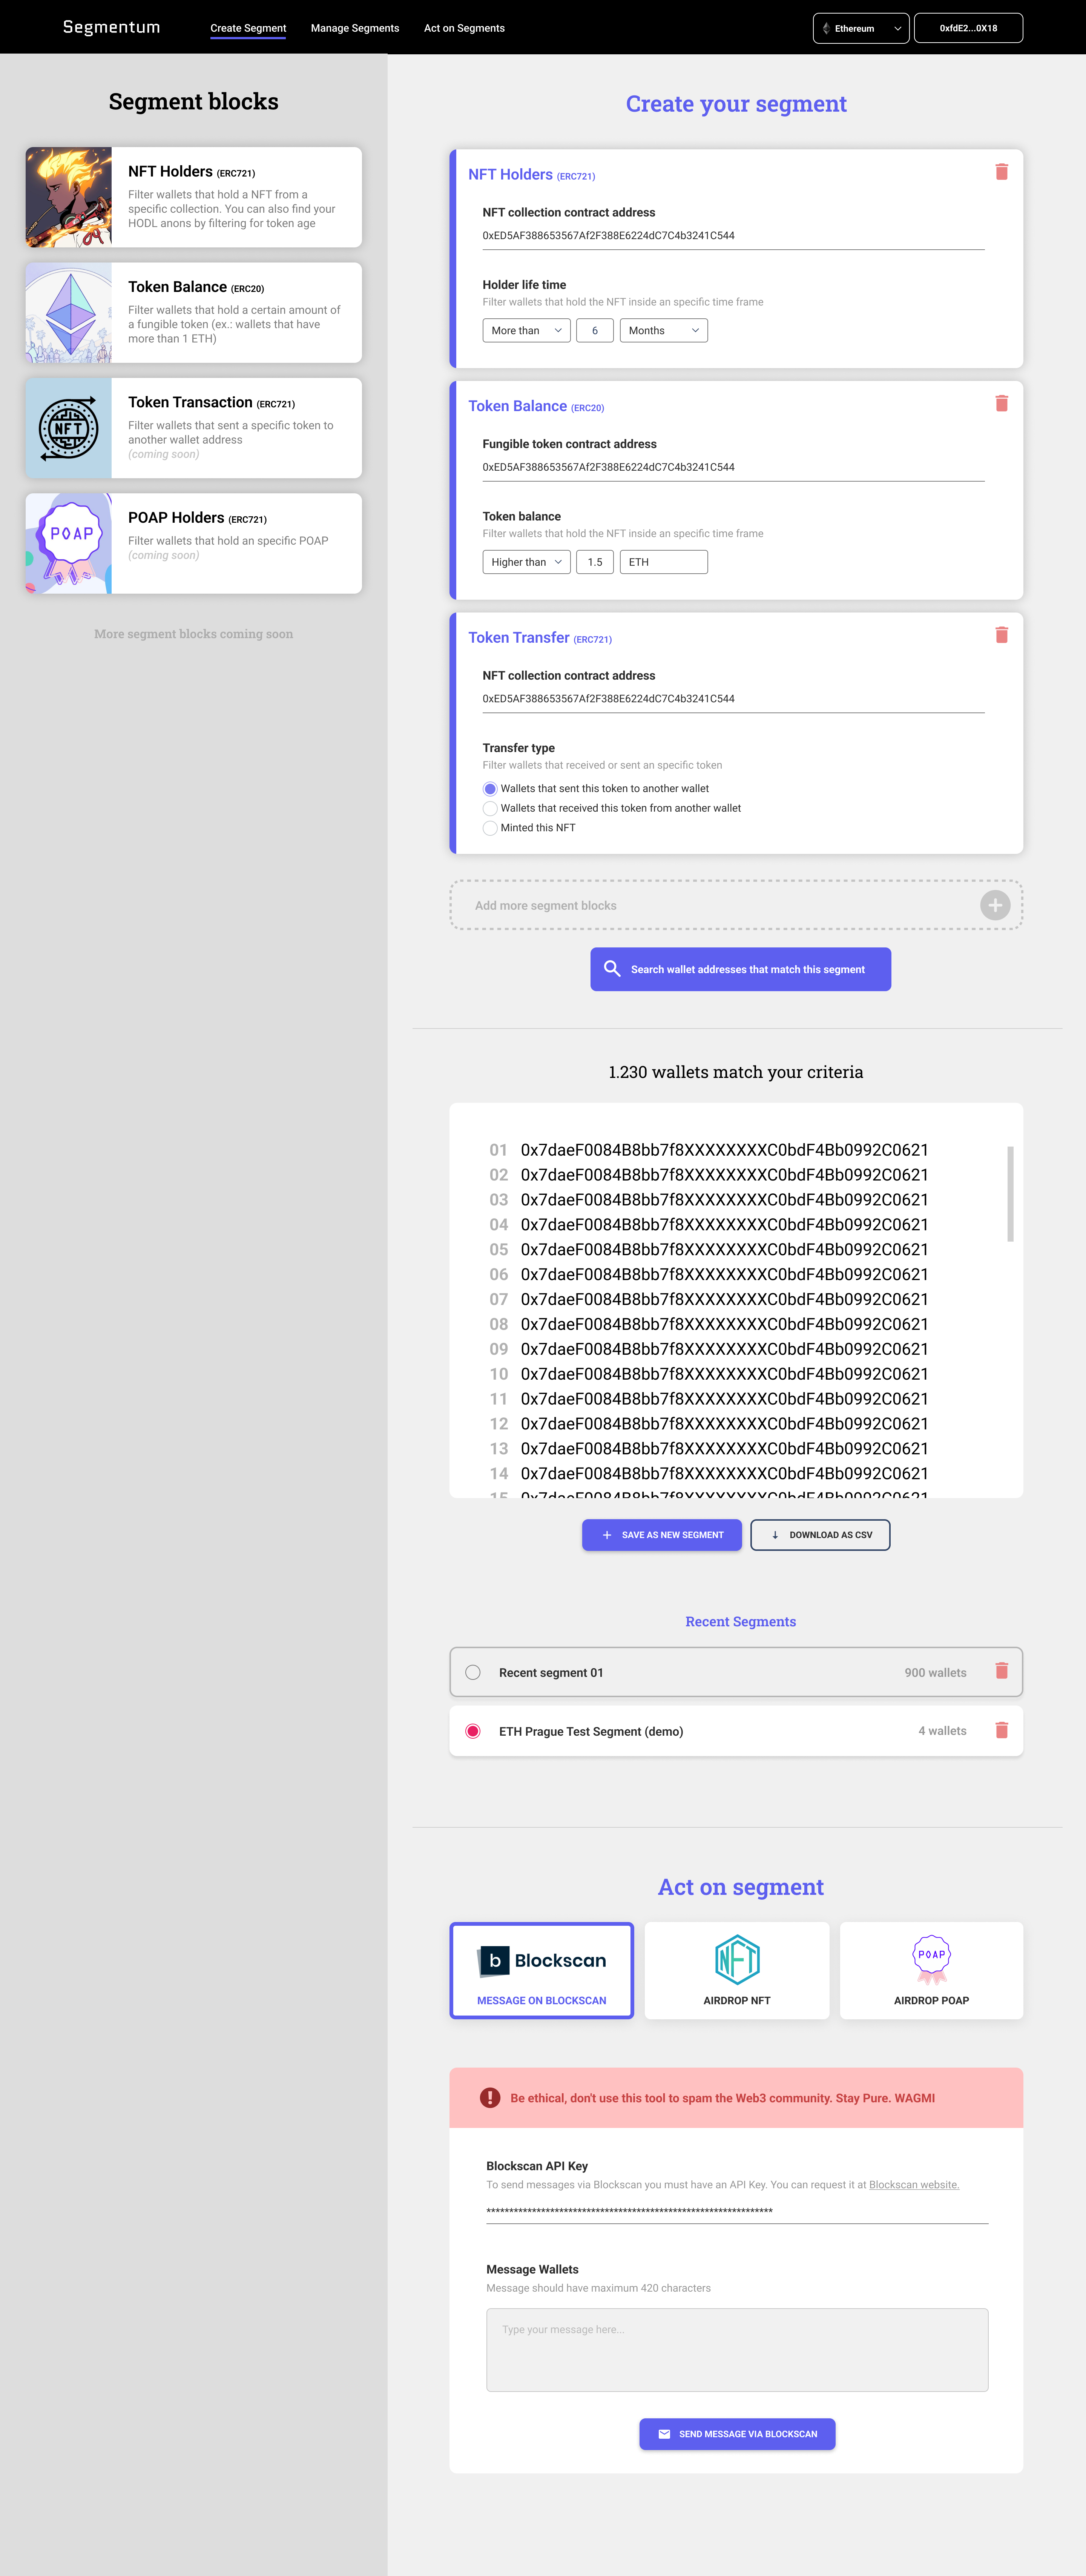 Segmentum
Create Segment
Manage Segments
Act on Segments
Ethereum
0xfdE2...0X18
Segment blocks
NFT Holders (ERC721)
Filter wallets that hold a NFT from a
specific collection. You can also find your
HODL anons by filtering for token age
Token Balance (ERC20)
Filter wallets that hold a certain amount of
a fungible token (ex.: wallets that have
more than 1 ETH)
NFT
Token Transaction (ERC721)
Filter wallets that sent a specific token to
another wallet address
(coming soon)
POAP
POAP Holders (ERC721)
Filter wallets that hold an specific POAP
(coming soon)
More segment blocks coming soon
Create your segment
NFT Holders (ERC721)
NFT collection contract address
0xED5AF388653567Af2F388E6224dC7C4b3241C544
Holder life time
Filter wallets that hold the NFT inside an specific time frame
More than
6
Months
Token Balance (ERC20)
Fungible token contract address
0xED5AF388653567Af2F388E6224dC7C4b3241C544
Token balance
Filter wallets that hold the NFT inside an specific time frame
Higher than
1.5
ETH
Token Transfer (ERC721)
NFT collection contract address
0xED5AF388653567Af2F388E6224dC7C4b3241C544
Transfer type
Filter wallets that received or sent an specific token
Wallets that sent this token to another wallet
Wallets that received this token from another wallet
Minted this NFT
Add more segment blocks
Search wallet addresses that match this segment
1.230 wallets match your criteria
01 0x7daeF0084B8bb7f8XXXXXXXXC0bdF4Bb0992C0621
02 0x7daeF0084B8bb7f8XXXXXXXXC0bdF4Bb0992C0621
03 0x7daeF0084B8bb7f8XXXXXXXXC0bdF4Bb0992C0621
04 0x7daeF0084B8bb7f8XXXXXXXXC0bdF4Bb0992C0621
05 0x7daeF0084B8bb7f8XXXXXXXXC0bdF4Bb0992C0621
06 0x7daeF0084B8bb7f8XXXXXXXXC0bdF4Bb0992C0621
07 0x7daeF0084B8bb7f8XXXXXXXXC0bdF4Bb0992C0621
08 0x7daeF0084B8bb7f8XXXXXXXXC0bdF4Bb0992C0621
09 0x7daeF0084B8bb7f8XXXXXXXXC0bdF4Bb0992C0621
10 0x7daeF0084B8bb7f8XXXXXXXXC0bdF4Bb0992C0621
11 0x7daeF0084B8bb7f8XXXXXXXXC0bdF4Bb0992C0621
12 0x7daeF0084B8bb7f8XXXXXXXXC0bdF4Bb0992C0621
13 0x7daeF0084B8bb7f8XXXXXXXXC0bdF4Bb0992C0621
14 0x7daeF0084B8bb7f8XXXXXXXXC0bdF4Bb0992C0621
15 0x7daeF0084B8bb7f8XXXXXXXXC0bdF4Bb0992C0621
SAVE AS NEW SEGMENT
DOWNLOAD AS CSV
Recent Segments
Recent segment 01
900 wallets
ETH Prague Test Segment (demo)
4 wallets
Act on segment
b Blockscan
MESSAGE ON BLOCKSCAN
NFT
AIRDROP NFT
POAP
AIRDROP POAP
Be ethical, don't use this tool to spam the Web3 community. Stay Pure. WAGMI
Blockscan API Key
To send messages via Blockscan you must have an API Key. You can request it at Blockscan website.
***************************************************************
Message Wallets
Message should have maximum 420 characters
Type your message here...
SEND MESSAGE VIA BLOCKSCAN